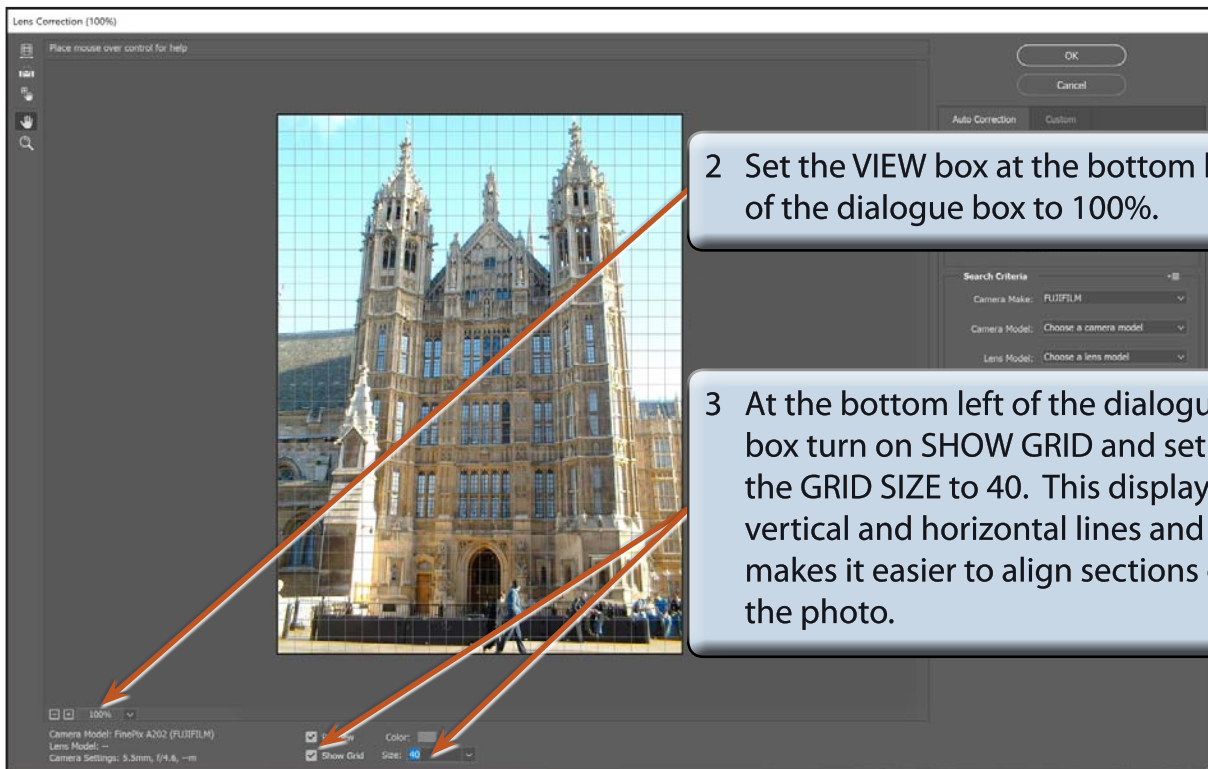 Lens Correction (100%)
Place mouse over control for help
OK
Cancel
Auto Correction Custom
2 Set the VIEW box at the bottom
of the dialogue box to 100%.
Search Criteria
Camera Make: FUJIFILM
Camera Model: Choose a camera model
Lens Model: Choose a lens model
3 At the bottom left of the
box turn on SHOW GRID and set
the GRID SIZE to 40. This
vertical and horizontal lines and
makes it easier to align sections
the photo.
100%
Camera Model: FinePix A202 (FUJIFILM)
Lens Model: --
Camera Settings: 5.5mm, f/4.6, --m
Color:
Show Grid Size: 40